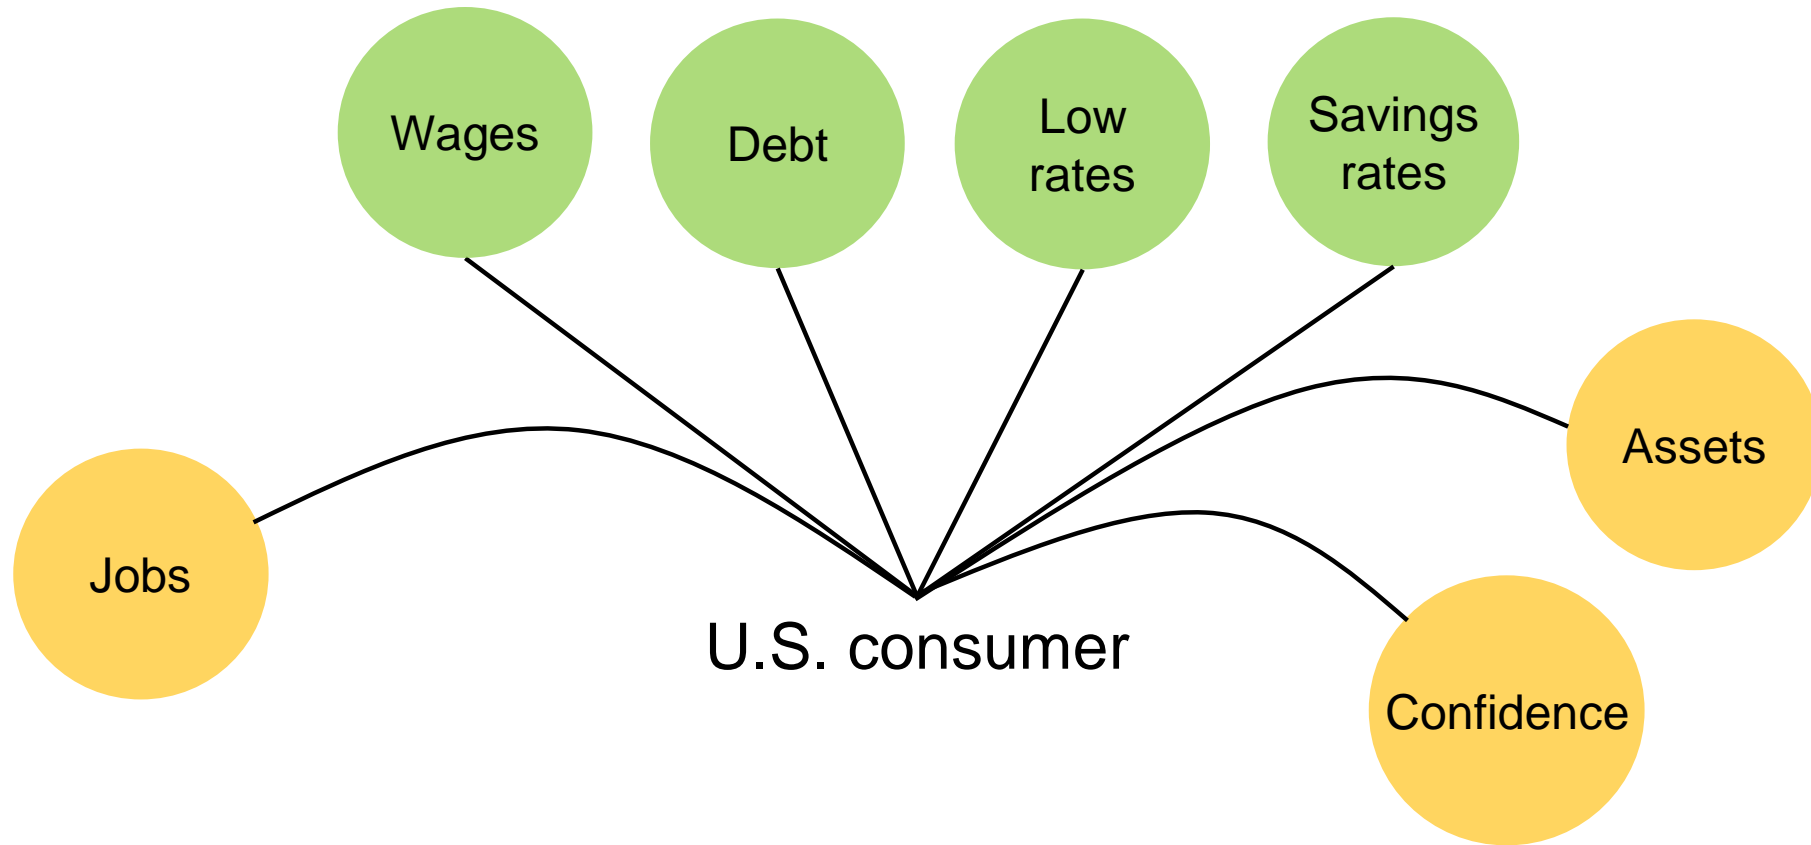 Wages
Debt
Low
rates
Savings
rates
Assets
Jobs
U.S. consumer
Confidence